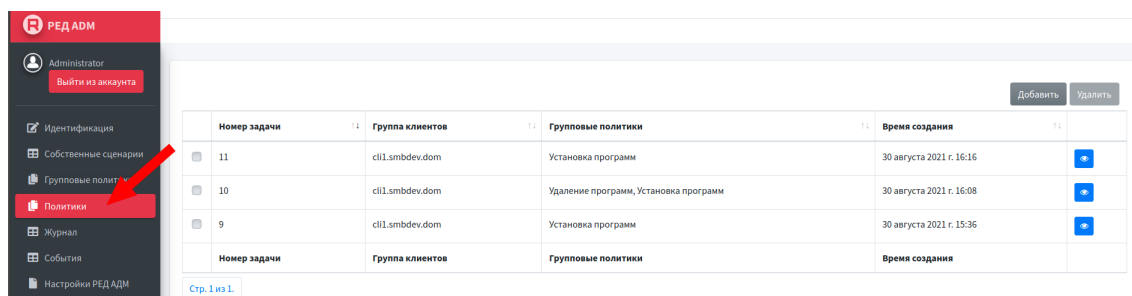 РЕД ADM
Administrator
Выйти из аккаунта
Идентификация
Собственные сценарии
Групповые политики
Политики
Журнал
События
Настройки РЕД АДМ
Добавить Удалить
Номер задачи Группа клиентов Групповые политики Время создания
11 cli1.smbdev.dom Установка программ 30 августа 2021 г. 16:16
10 cli1.smbdev.dom Удаление программ, Установка программ 30 августа 2021 г. 16:08
9 cli1.smbdev.dom Установка программ 30 августа 2021 г. 15:36
Номер задачи Группа клиентов Групповые политики Время создания
Стр. 1 из 1.